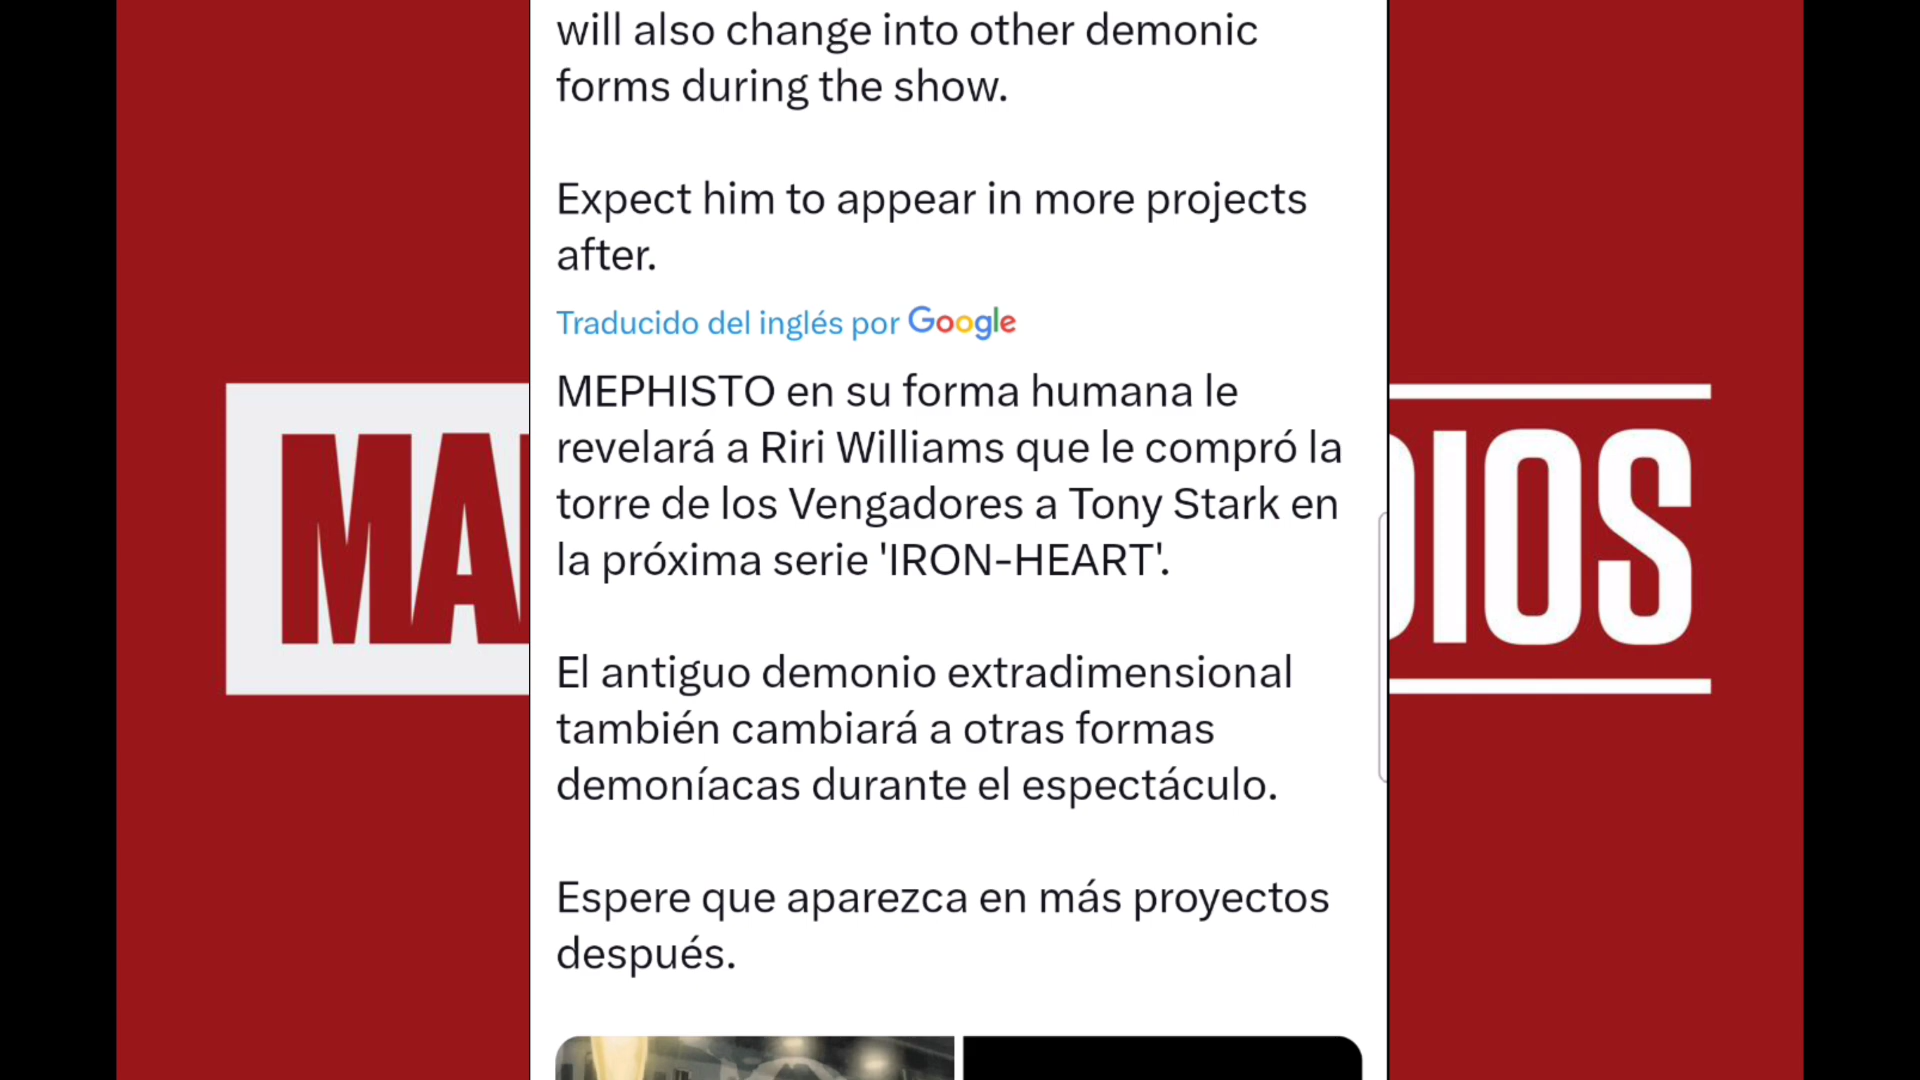 will also change into other demonic
forms during the show.
Expect him to appear in more projects
after.
Traducido del inglés por Google
MEPHISTO en su forma humana le
revelará a Riri Williams que le compró la
torre de los Vengadores a Tony Stark en
la próxima serie 'IRON-HEART'.
El antiguo demonio extradimensional
también cambiará a otras formas
demoníacas durante el espectáculo.
Espere que aparezca en más proyectos
después.
MA
DIOS